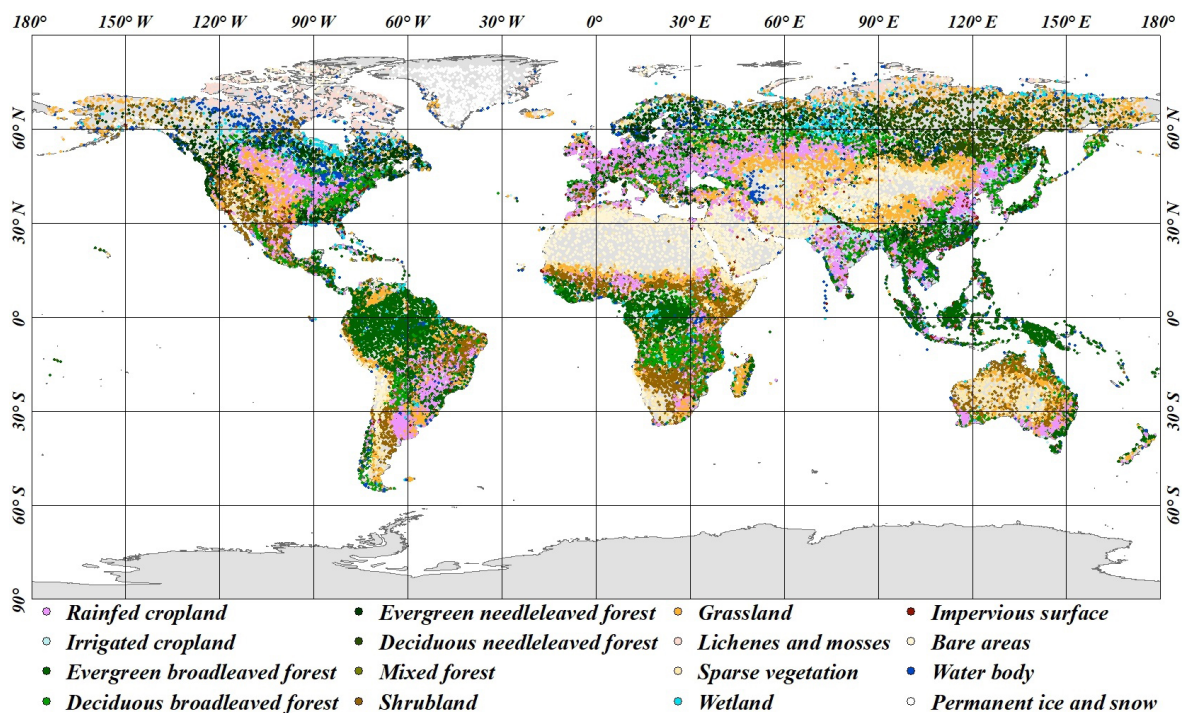 180° 150° W 120° W 90° W 60° W 30° W 0° 30° E 60° E 90° E 120° E 150° E 180°
60° N 60° N
30° N 30° N
0° 0°
30° S 30° S
60° S 60° S
90° 90°
Rainfed cropland Evergreen needleleaved forest Grassland Impervious surface
Irrigated cropland Deciduous needleleaved forest Lichenes and mosses Bare areas
Evergreen broadleaved forest Mixed forest Sparse vegetation Water body
Deciduous broadleaved forest Shrubland Wetland Permanent ice and snow